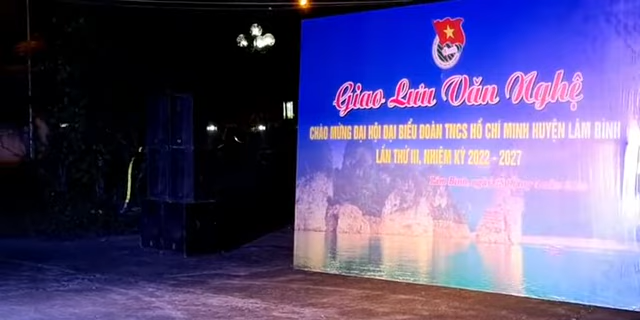 Giao Lưu Văn Nghệ
CHÀO MỪNG ĐẠI HỘI ĐẠI BIỂU ĐOÀN TNCS HỒ CHÍ MINH HUYỆN LÂM BÌNH
LẦN THỨ III, NHIỆM KỲ 2022 - 2027
Lâm Bình, ngày